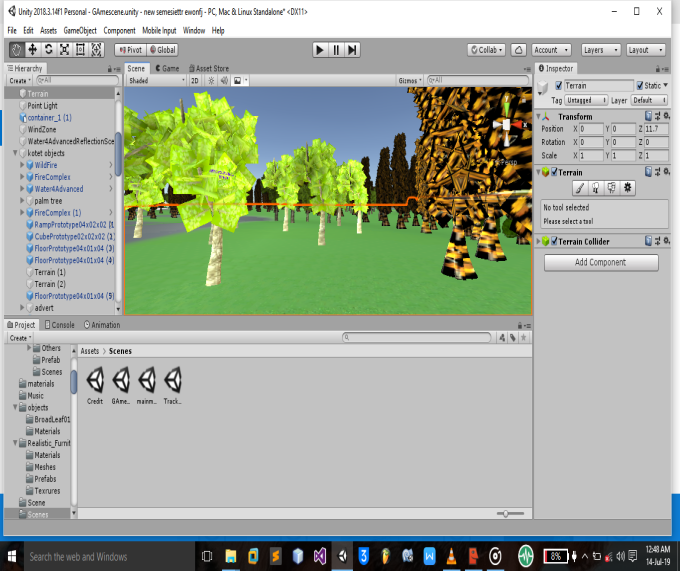 Unity 2018.3.14f1 Personal - GAmescene.unity - new semesiettr ewonfj - PC, Mac & Linux Standalone* <DX11>
File Edit Assets GameObject Component Mobile Input Window Help
Pivot Global Collab Account Layers Layout
Hierarchy
Create All
Terrain
Point Light
container_1 (1)
WindZone
Water4AdvancedReflectionSce
kotet objects
WildFire
FireComplex
Water4Advanced
palm tree
FireComplex (1)
RampPrototype04x02x02 (1
CubePrototype02x02x02 (1)
FloorPrototype04x01x04 (3)
FloorPrototype04x01x04 (4)
Terrain (1)
Terrain (2)
FloorPrototype04x01x04 (5)
advert
Scene Game Asset Store
Shaded 2D Gizmos All
Persp
Inspector
Terrain Static
Tag Untagged Layer Default
Transform
Position X 0 Y 0 Z 11.7
Rotation X 0 Y 0 Z 0
Scale X 1 Y 1 Z 1
Terrain
No tool selected
Please select a tool
Terrain Collider
Add Component
Project Console Animation
Create
Others
Prefab
Scenes
materials
Music
objects
BroadLeaf01
Materials
Realistic_Furnit
Materials
Meshes
Prefabs
Texrures
Scene
Scenes
Assets Scenes
Credit GAme... mainm... Track...
Search the web and Windows
8%
12:48 AM
14-Jul-19